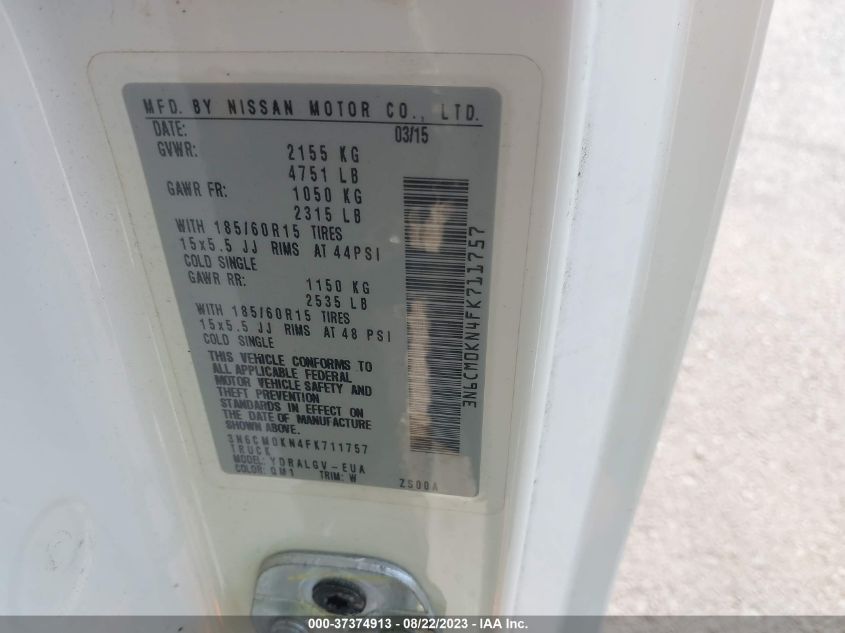 MFD. BY NISSAN MOTOR CO., LTD.
DATE: 03/15
GVWR: 2155 KG
4751 LB
GAWR FR: 1050 KG
2315 LB
WITH 185/60R15 TIRES
15x5.5 JJ RIMS AT 44PSI
COLD SINGLE
GAWR RR: 1150 KG
2535 LB
WITH 185/60R15 TIRES
15x5.5 JJ RIMS AT 48 PSI
COLD SINGLE
THIS VEHICLE CONFORMS TO
ALL APPLICABLE FEDERAL
MOTOR VEHICLE SAFETY AND
THEFT PREVENTION
STANDARDS IN EFFECT ON
THE DATE OF MANUFACTURE
SHOWN ABOVE.
3N6CM0KN4FK711757
TRUCK
MODEL: YDRALGV-EUA
COLOR: QM1 TRIM: W ZS00A
3N6CM0KN4FK711757
000-37374913 - 08/22/2023 - IAA Inc.